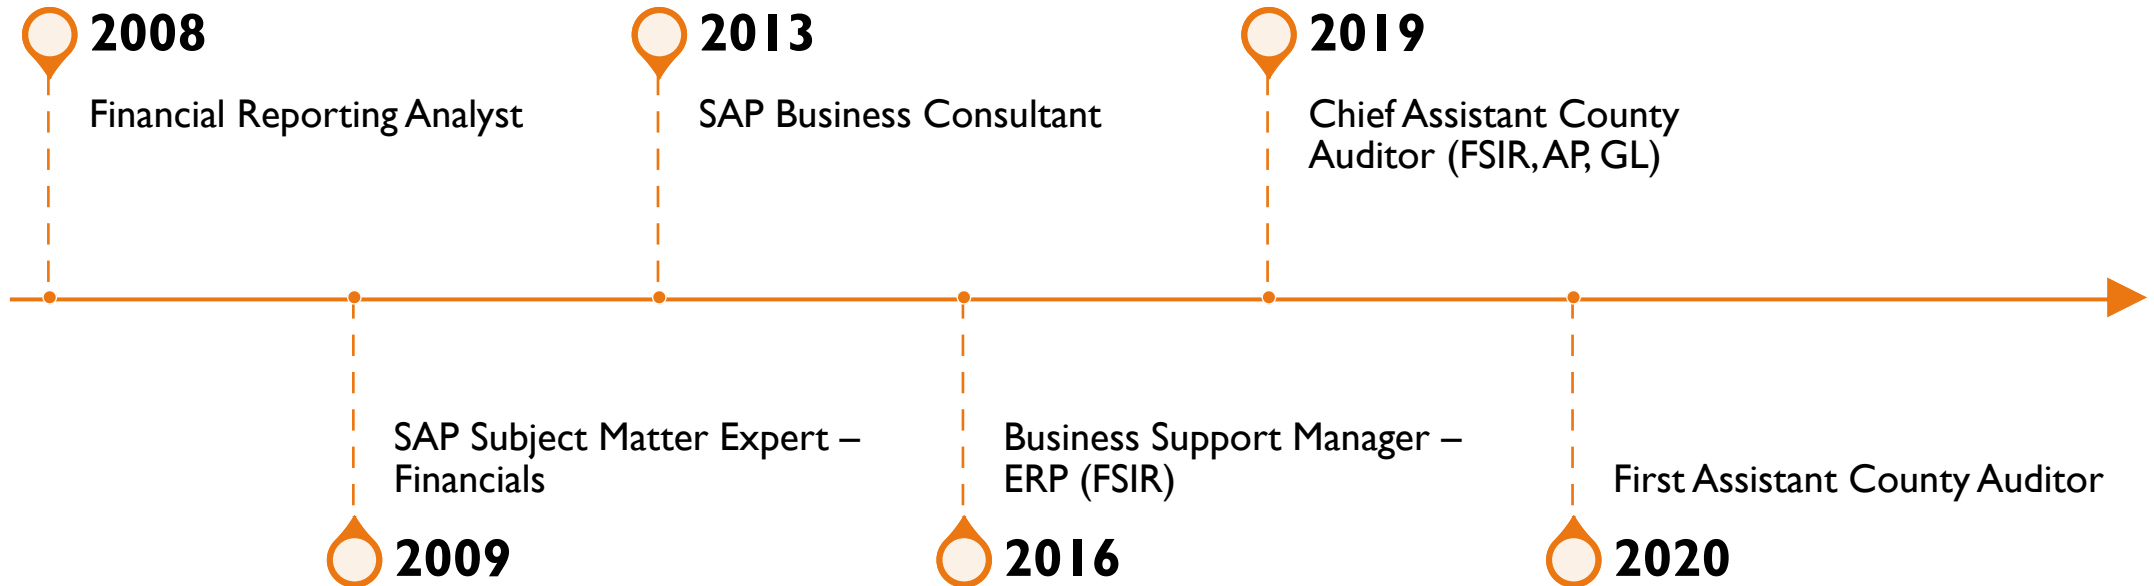 2008
Financial Reporting Analyst
2013
SAP Business Consultant
2019
Chief Assistant County
Auditor (FSIR, AP, GL)
SAP Subject Matter Expert –
Financials
2009
Business Support Manager –
ERP (FSIR)
2016
First Assistant County Auditor
2020